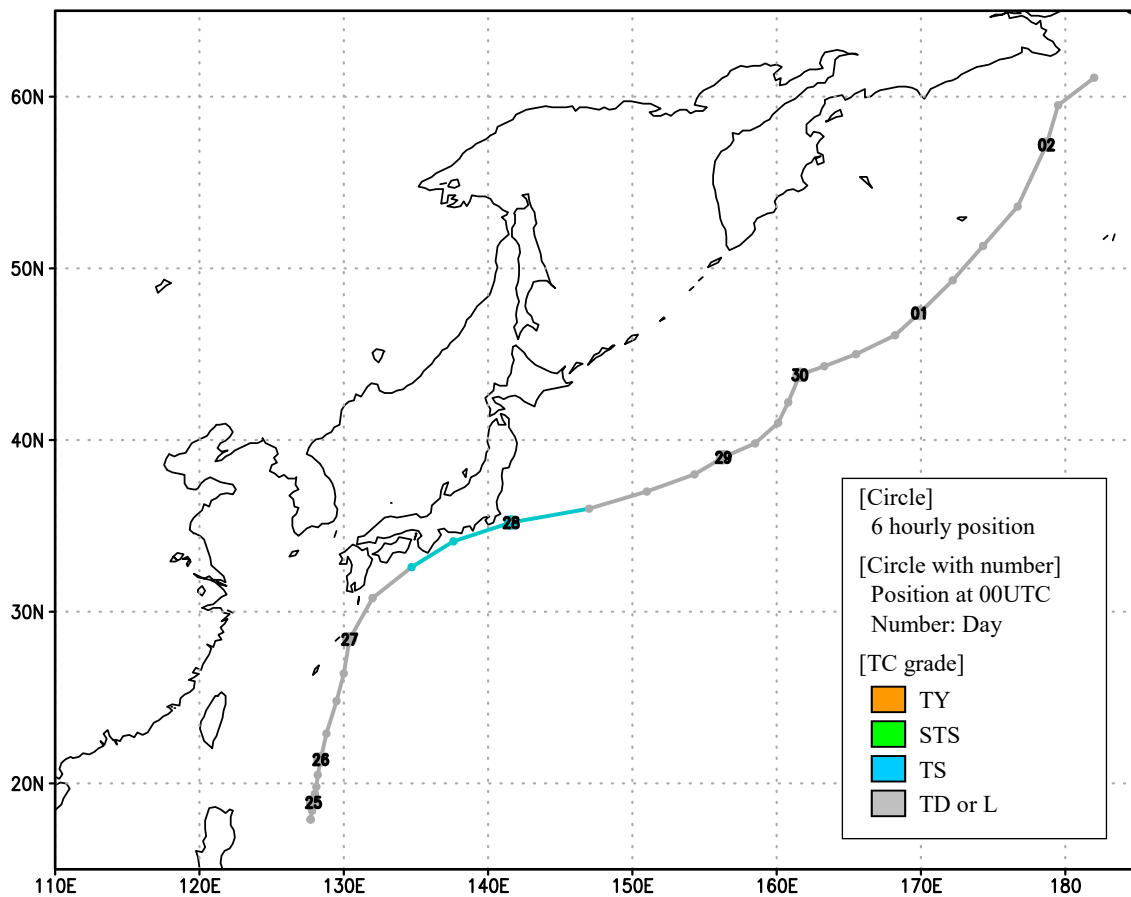 60N
02
50N
01
30
40N
29
28
30N
27
26
20N
25
110E 120E 130E 140E 150E 160E 170E 180
[Circle]
6 hourly position
[Circle with number]
Position at 00UTC
Number: Day
[TC grade]
TY
STS
TS
TD or L